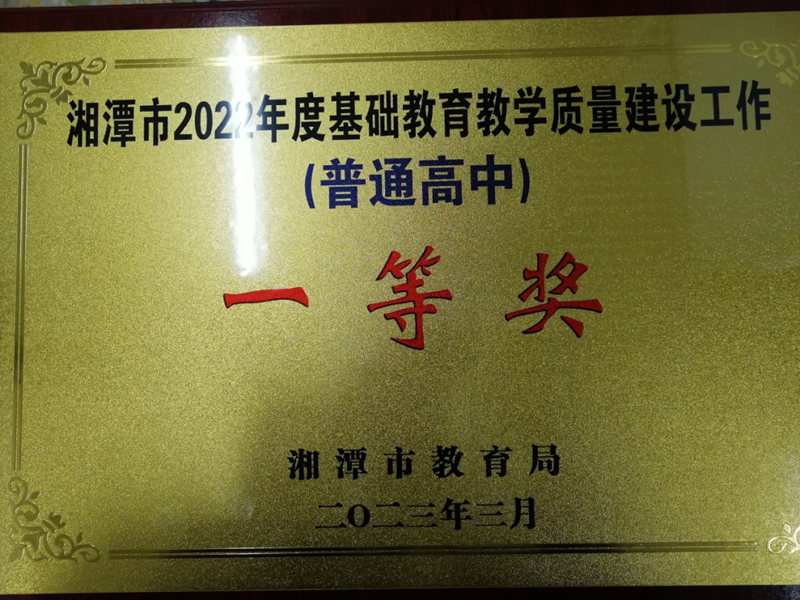 湘潭市2022年度基础教育教学质量建设工作
(普通高中)
一等奖
湘潭市教育局
二O二三年三月